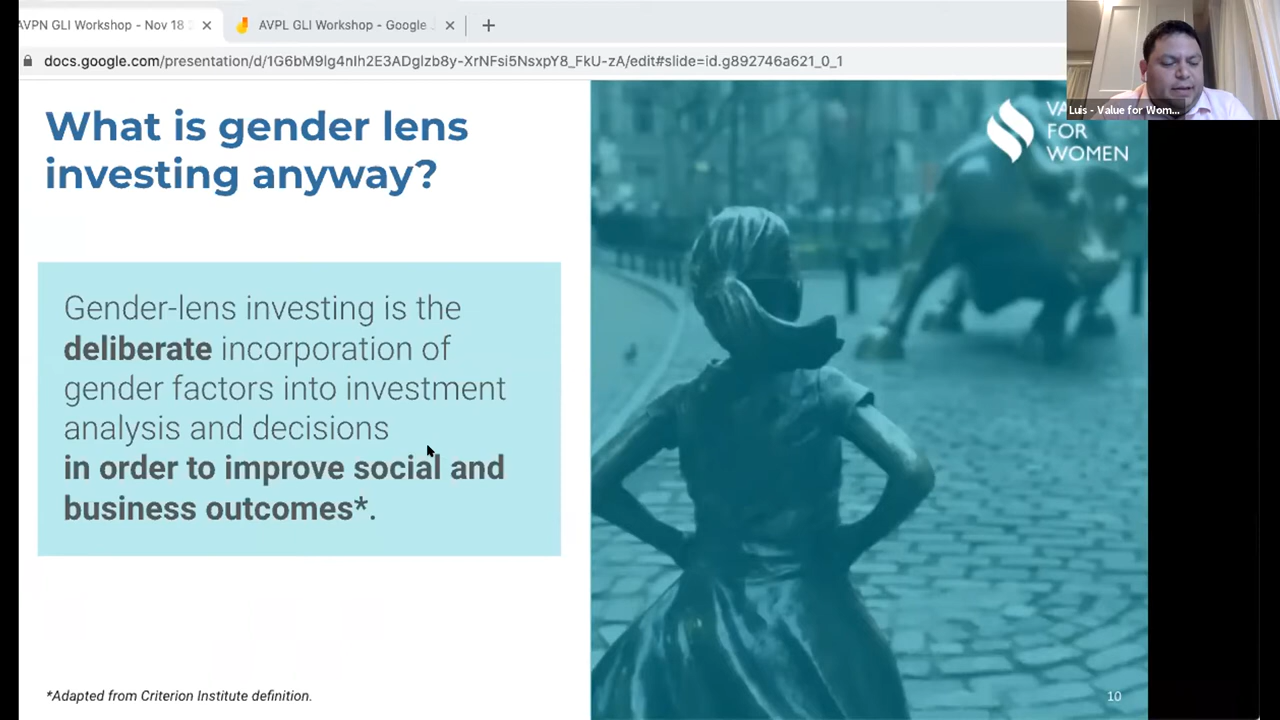 AVPN GLI Workshop - Nov 18
AVPL GLI Workshop - Google
docs.google.com/presentation/d/1G6bM9lg4nIh2E3ADglzb8y-XrNFsi5NsxpY8_FkU-zA/edit#slide=id.g892746a621_0_1
Luis - Value for Wom...
What is gender lens
investing anyway?
VA
FOR
WOMEN
Gender-lens investing is the
deliberate incorporation of
gender factors into investment
analysis and decisions
in order to improve social and
business outcomes*.
*Adapted from Criterion Institute definition.
10